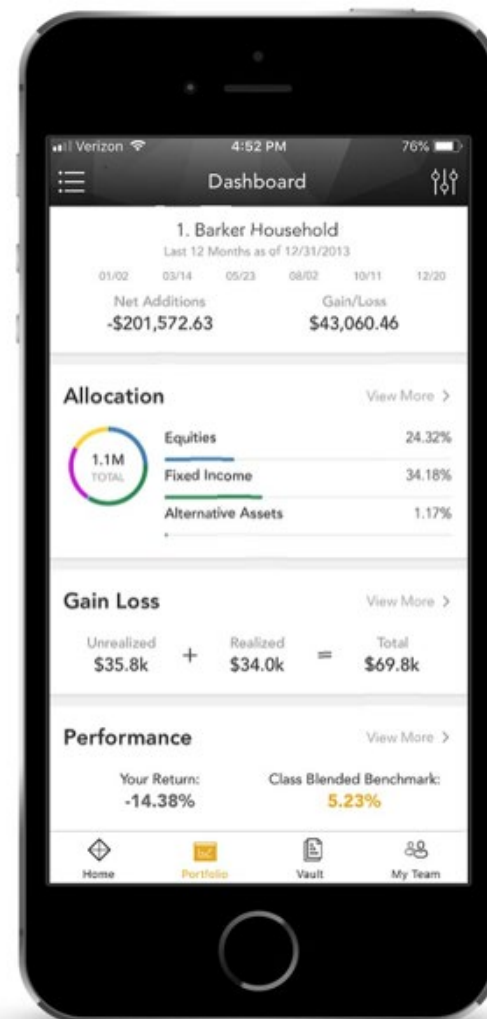 Verizon 4:52 PM 76%
Dashboard
1. Barker Household
Last 12 Months as of 12/31/2013
01/02 03/14 05/23 08/02 10/11 12/20
Net Additions Gain/Loss
-$201,572.63 $43,060.46
Allocation View More >
Equities 24.32%
1.1M
TOTAL
Fixed Income 34.18%
Alternative Assets 1.17%
Gain Loss View More >
Unrealized Realized Total
$35.8k + $34.0k = $69.8k
Performance View More >
Your Return: Class Blended Benchmark:
-14.38% 5.23%
Home Portfolio Vault My Team